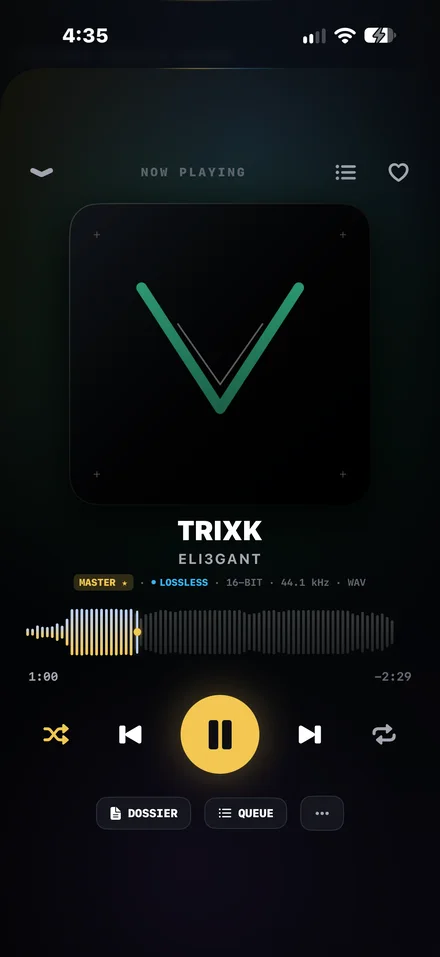 4:35
NOW PLAYING
TRIXK
ELI3GANT
MASTER ★ · • LOSSLESS · 16-BIT · 44.1 kHz · WAV
1:00 −2:29
DOSSIER QUEUE